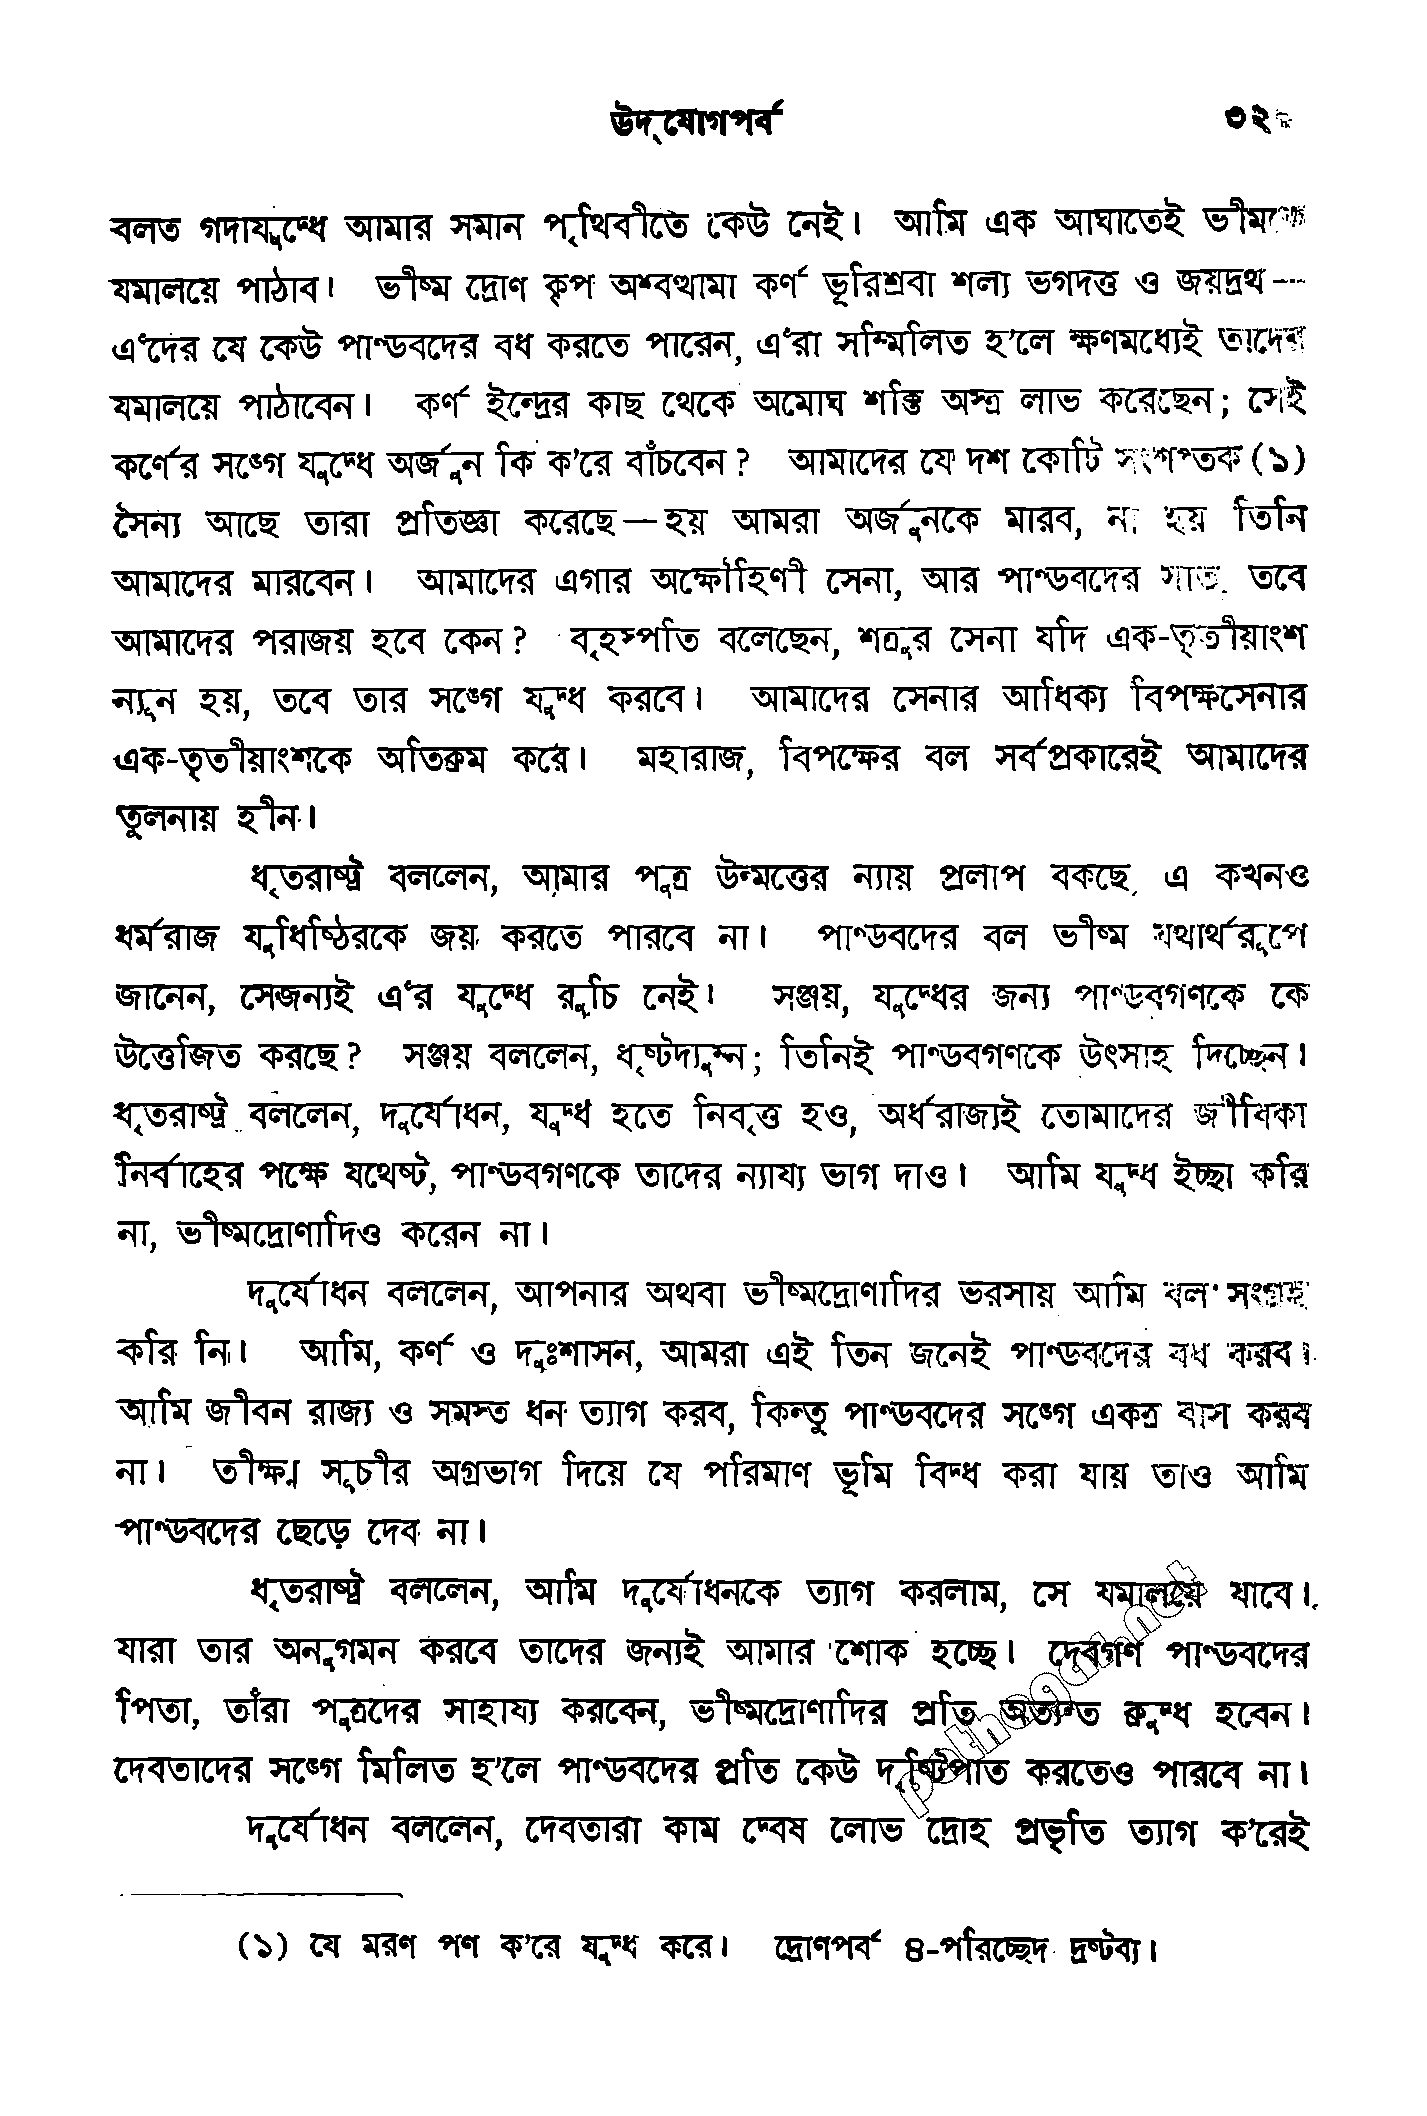 উদ্‌যোগপর্ব ৩২
বলত গদাযুদ্ধে আমার সমান পৃথিবীতে কেউ নেই। আমি এক আঘাতেই ভীমকে
যমালয়ে পাঠাব। ভীষ্ম দ্রোণ কৃপ অশ্বত্থামা কর্ণ ভূরিশ্রবা শল্য ভগদত্ত ও জয়দ্রথ—
এঁদের যে কেউ পাণ্ডবদের বধ করতে পারেন, এঁরা সম্মিলিত হ'লে ক্ষণমধ্যেই তাদের
যমালয়ে পাঠাবেন। কর্ণ ইন্দ্রের কাছ থেকে অমোঘ শক্তি অস্ত্র লাভ করেছেন; সেই
কর্ণের সঙ্গে যুদ্ধে অর্জুন কি ক'রে বাঁচবেন? আমাদের যে দশ কোটি সংশপ্তক (১)
সৈন্য আছে তারা প্রতিজ্ঞা করেছে—হয় আমরা অর্জুনকে মারব, না হয় তিনি
আমাদের মারবেন। আমাদের এগার অক্ষৌহিণী সেনা, আর পাণ্ডবদের সাত, তবে
আমাদের পরাজয় হবে কেন? বৃহস্পতি বলেছেন, শত্রুর সেনা যদি এক-তৃতীয়াংশ
ন্যূন হয়, তবে তার সঙ্গে যুদ্ধ করবে। আমাদের সেনার আধিক্য বিপক্ষসেনার
এক-তৃতীয়াংশকে অতিক্রম করে। মহারাজ, বিপক্ষের বল সর্বপ্রকারেই আমাদের
তুলনায় হীন।
ধৃতরাষ্ট্র বললেন, আমার পুত্র উন্মত্তের ন্যায় প্রলাপ বকছে, এ কখনও
ধর্মরাজ যুধিষ্ঠিরকে জয় করতে পারবে না। পাণ্ডবদের বল ভীষ্ম যথার্থরূপে
জানেন, সেজন্যই এঁর যুদ্ধে রুচি নেই। সঞ্জয়, যুদ্ধের জন্য পাণ্ডবগণকে কে
উত্তেজিত করছে? সঞ্জয় বললেন, ধৃষ্টদ্যুম্ন; তিনিই পাণ্ডবগণকে উৎসাহ দিচ্ছেন।
ধৃতরাষ্ট্র বললেন, দুর্যোধন, যুদ্ধ হতে নিবৃত্ত হও, অর্ধরাজ্যই তোমাদের জীবিকা
নির্বাহের পক্ষে যথেষ্ট, পাণ্ডবগণকে তাদের ন্যায্য ভাগ দাও। আমি যুদ্ধ ইচ্ছা করি
না, ভীষ্মদ্রোণাদিও করেন না।
দুর্যোধন বললেন, আপনার অথবা ভীষ্মদ্রোণাদির ভরসায় আমি বল সংগ্রহ
করি নি। আমি, কর্ণ ও দুঃশাসন, আমরা এই তিন জনেই পাণ্ডবদের বধ করব।
আমি জীবন রাজ্য ও সমস্ত ধন ত্যাগ করব, কিন্তু পাণ্ডবদের সঙ্গে একত্র বাস করব
না। তীক্ষ্ণ সূচীর অগ্রভাগ দিয়ে যে পরিমাণ ভূমি বিদ্ধ করা যায় তাও আমি
পাণ্ডবদের ছেড়ে দেব না।
ধৃতরাষ্ট্র বললেন, আমি দুর্যোধনকে ত্যাগ করলাম, সে যমালয়ে যাবে।
যারা তার অনুগমন করবে তাদের জন্যই আমার শোক হচ্ছে। দেবগণ পাণ্ডবদের
পিতা, তাঁরা পুত্রদের সাহায্য করবেন, ভীষ্মদ্রোণাদির প্রতি অত্যন্ত ক্রুদ্ধ হবেন।
দেবতাদের সঙ্গে মিলিত হ'লে পাণ্ডবদের প্রতি কেউ দৃষ্টিপাত করতেও পারবে না।
দুর্যোধন বললেন, দেবতারা কাম দ্বেষ লোভ দ্রোহ প্রভৃতি ত্যাগ ক'রেই
(১) যে মরণ পণ ক'রে যুদ্ধ করে। দ্রোণপর্ব ৪-পরিচ্ছেদ দ্রষ্টব্য।
pathagar.net